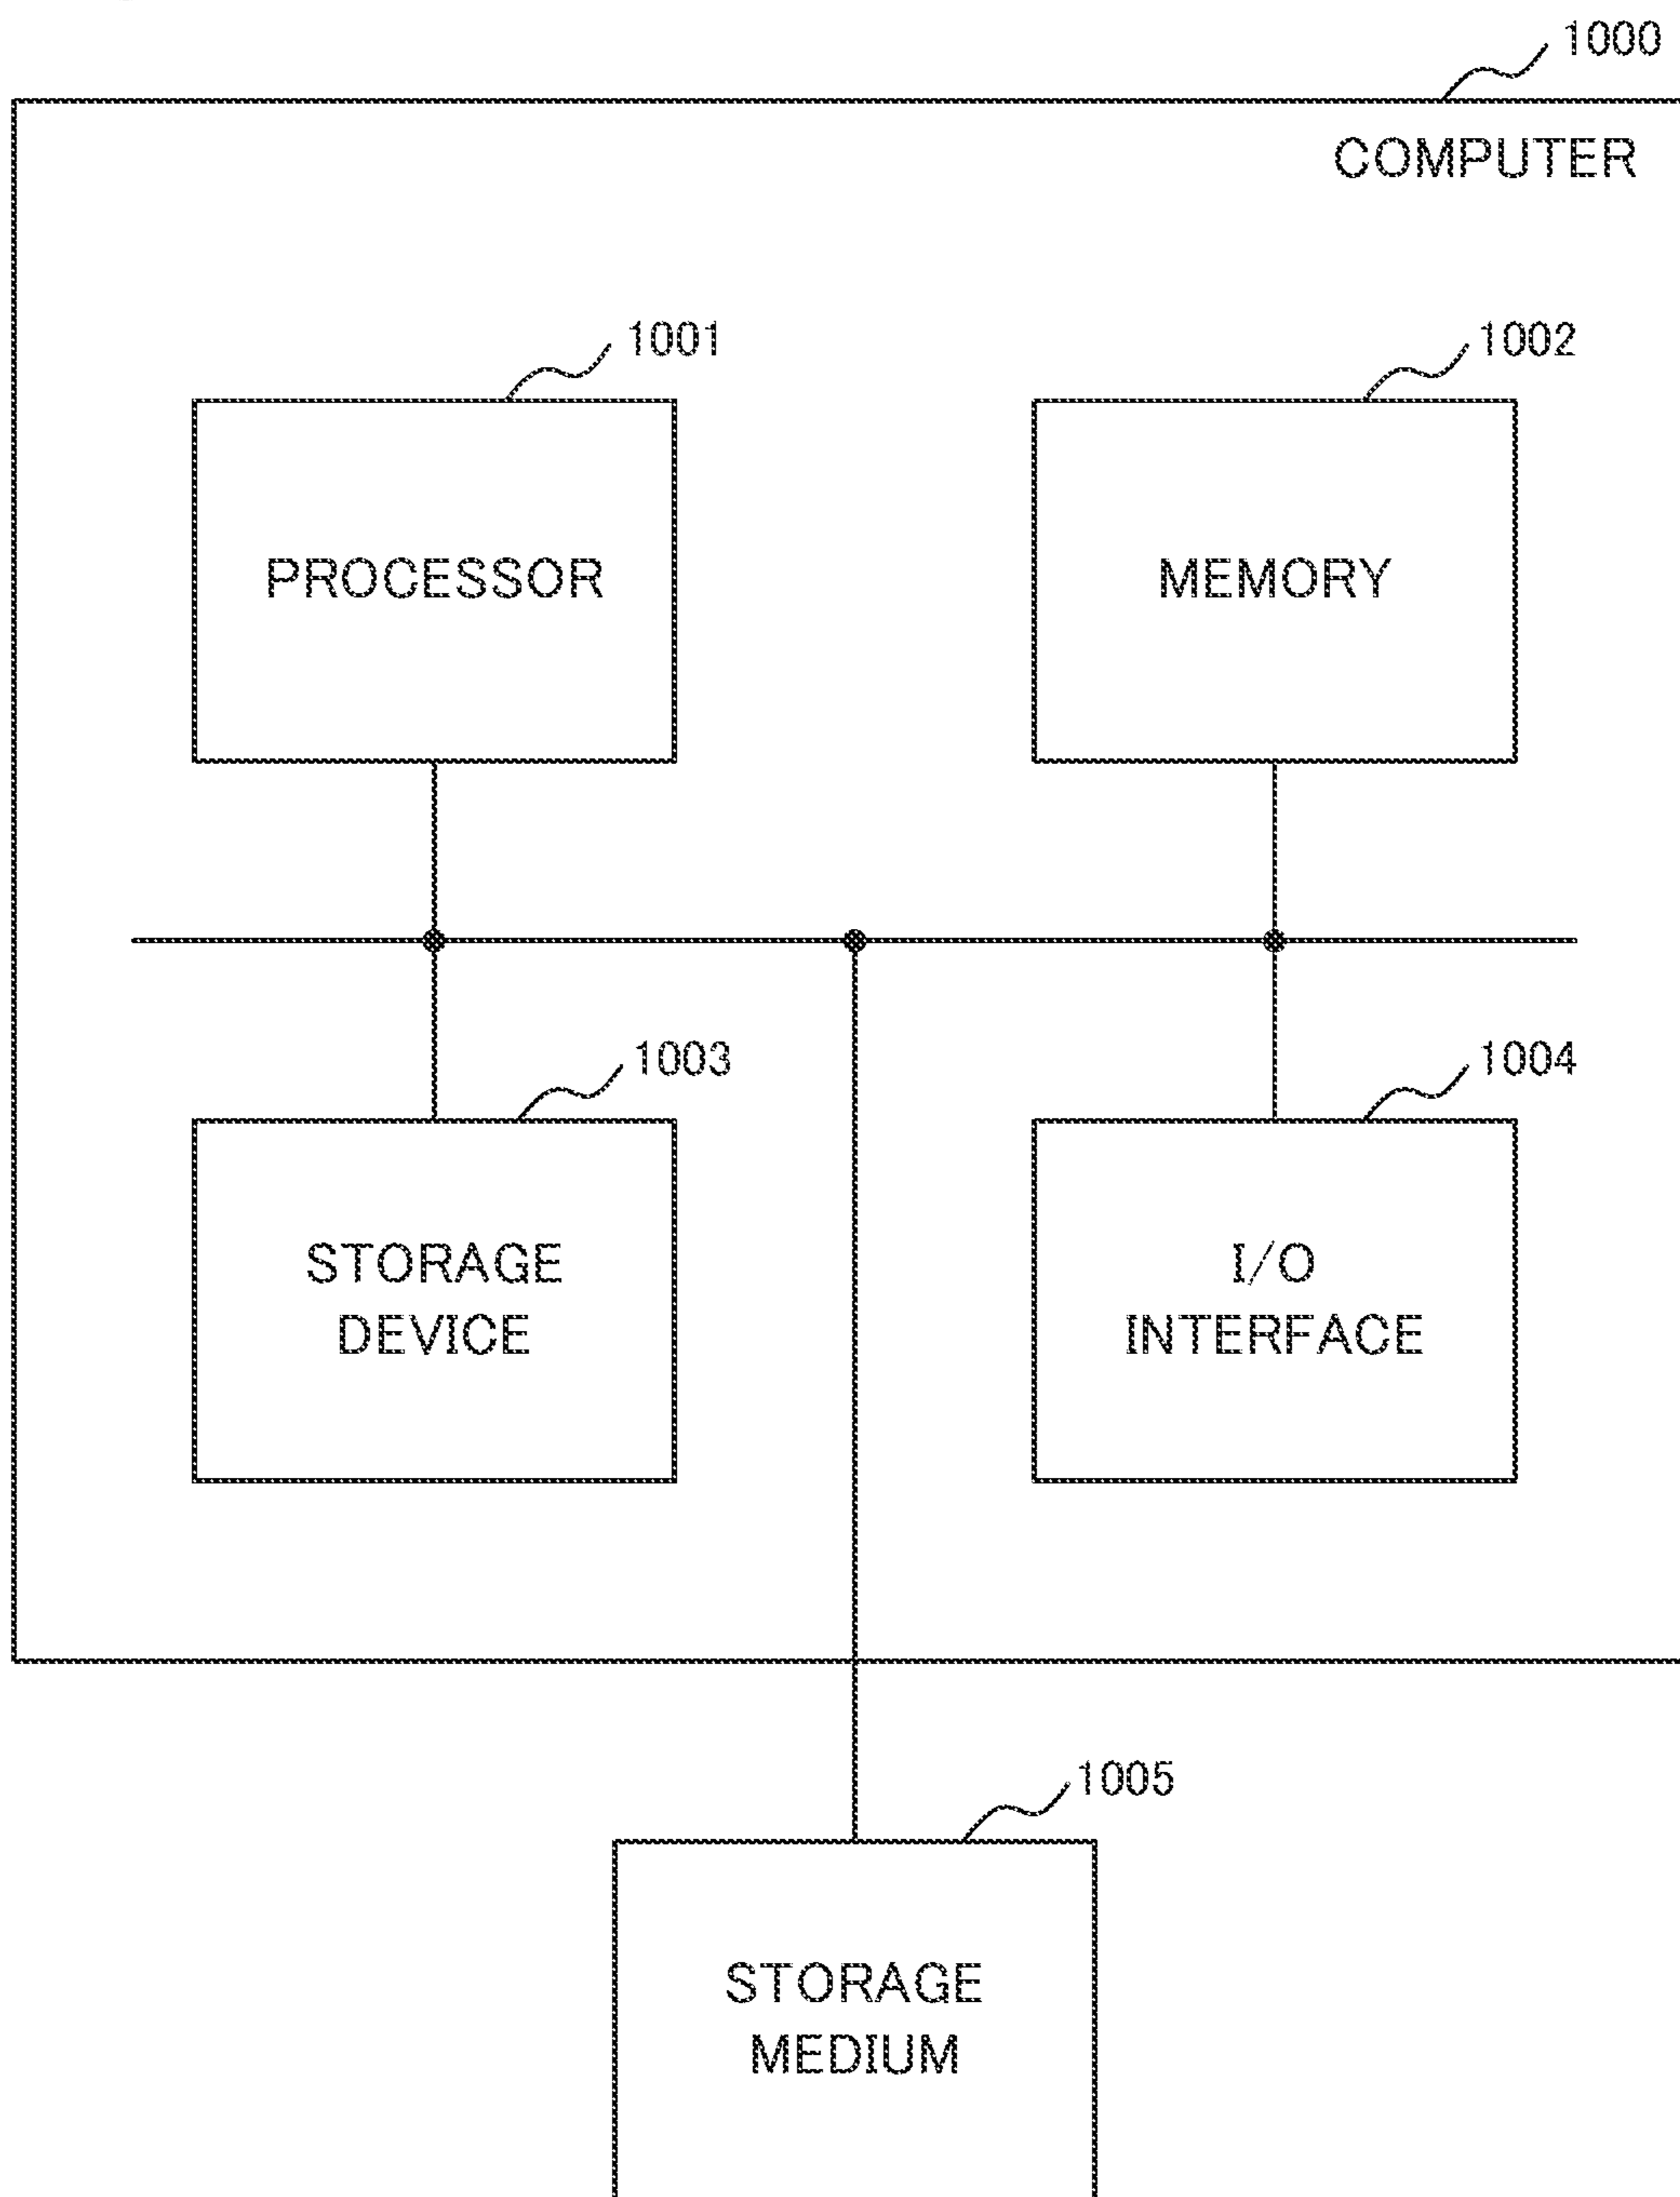 1000
COMPUTER
1001
1002
PROCESSOR
MEMORY
1003
1004
STORAGE
DEVICE
I/O
INTERFACE
1005
STORAGE
MEDIUM